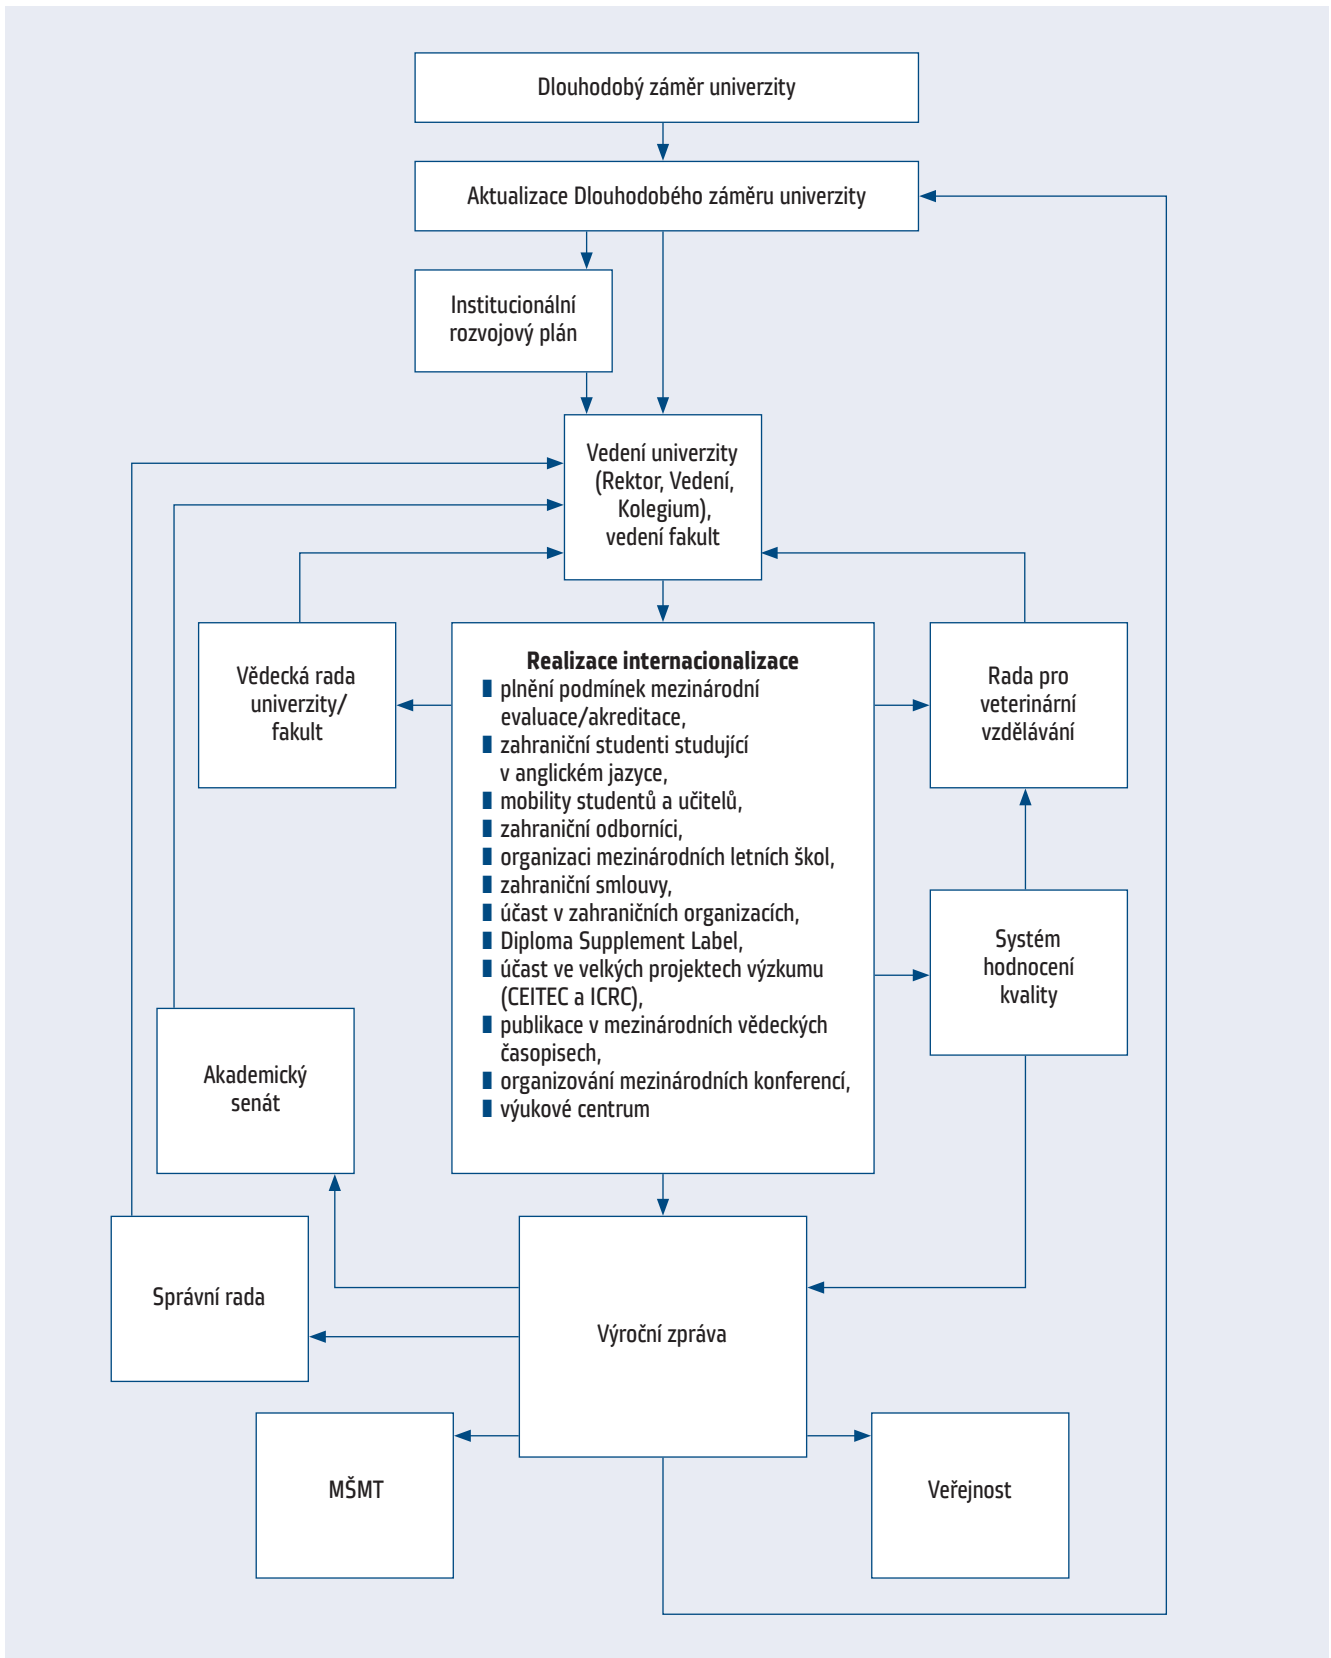 Dlouhodobý záměr univerzity
Aktualizace Dlouhodobého záměru univerzity
Institucionální
rozvojový plán
Vedení univerzity
(Rektor, Vedení,
Kolegium),
vedení fakult
Vědecká rada
univerzity/
fakult
Realizace internacionalizace
plnění podmínek mezinárodní
evaluace/akreditace,
zahraniční studenti studující
v anglickém jazyce,
mobility studentů a učitelů,
zahraniční odborníci,
organizaci mezinárodních letních škol,
zahraniční smlouvy,
účast v zahraničních organizacích,
Diploma Supplement Label,
účast ve velkých projektech výzkumu
(CEITEC a ICRC),
publikace v mezinárodních vědeckých
časopisech,
organizování mezinárodních konferencí,
výukové centrum
Rada pro
veterinární
vzdělávání
Systém
hodnocení
kvality
Akademický
senát
Správní rada
Výroční zpráva
MŠMT
Veřejnost